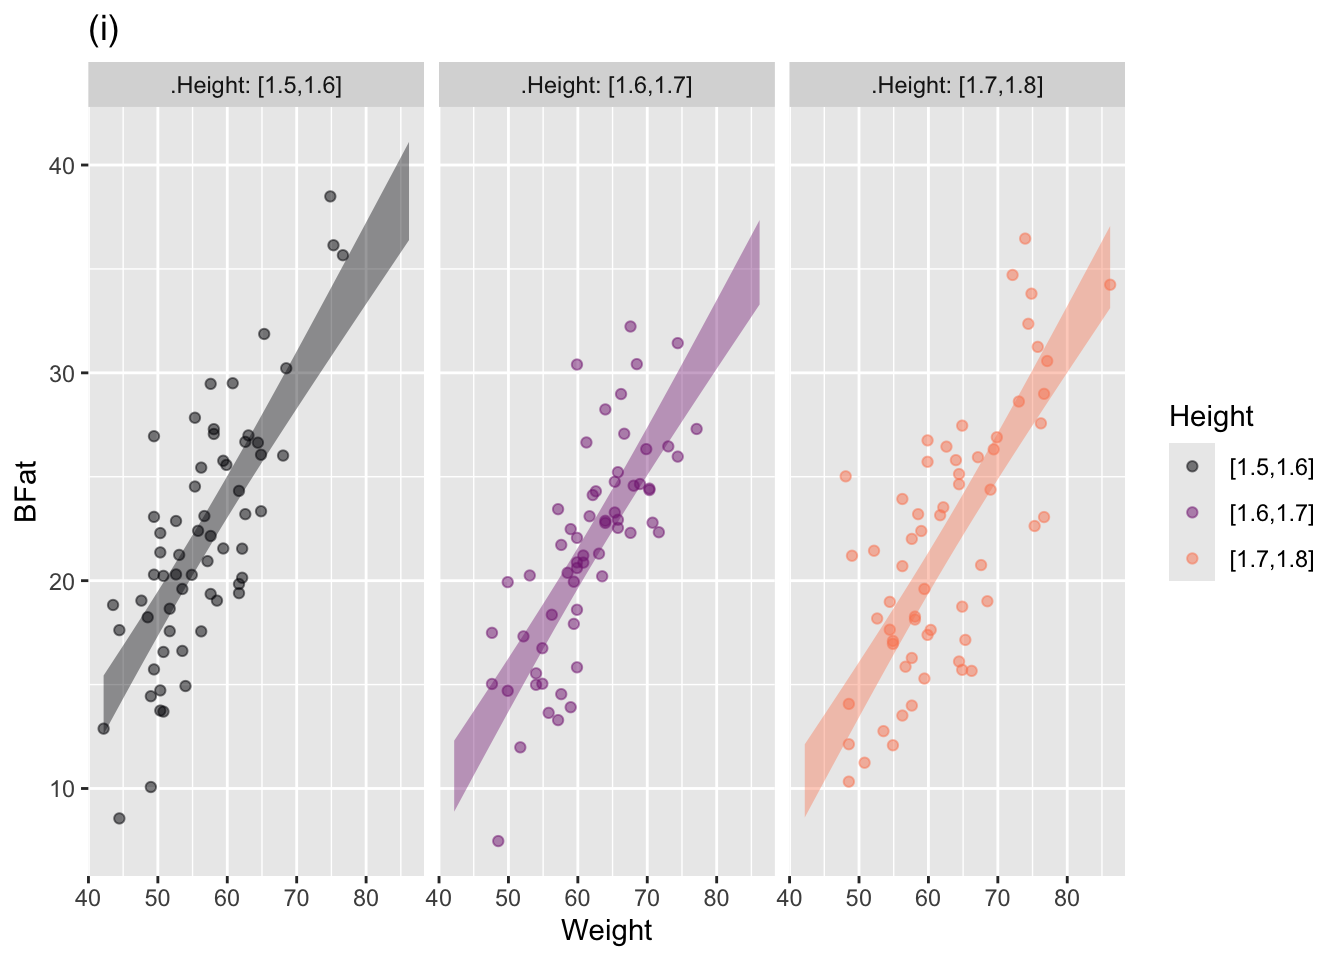 (i)
.Height: [1.5,1.6] .Height: [1.6,1.7] .Height: [1.7,1.8]
40
30
20
10
BFat
40 50 60 70 80 40 50 60 70 80 40 50 60 70 80
Weight
Height
[1.5,1.6]
[1.6,1.7]
[1.7,1.8]